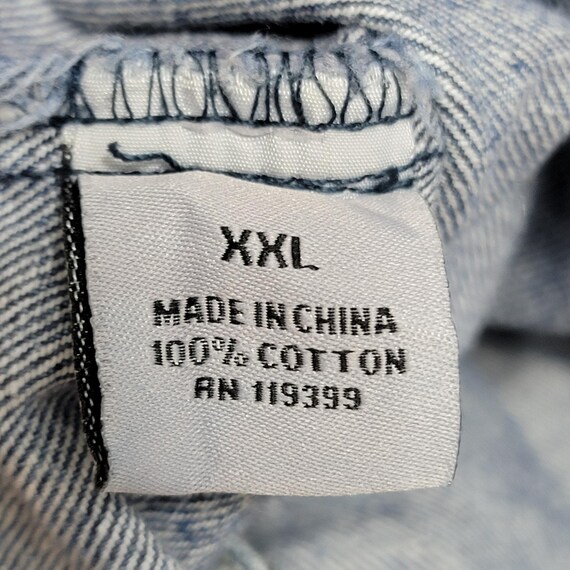 XXL
MADE IN CHINA
100% COTTON
RN 119399